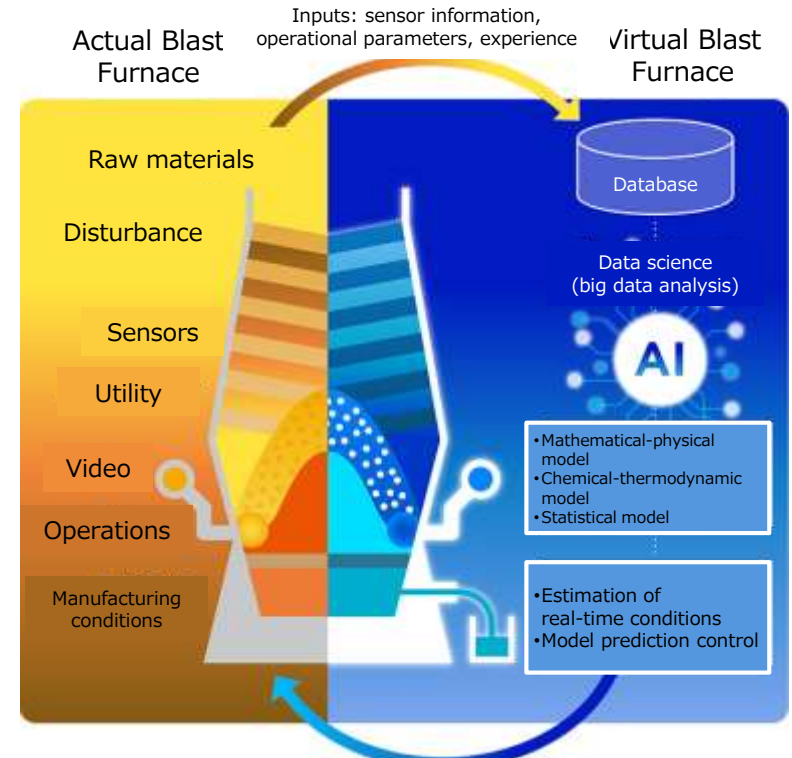 Inputs: sensor information,
operational parameters, experience
Actual Blast
Furnace
Virtual Blast
Furnace
Raw materials
Disturbance
Sensors
Utility
Video
Operations
Manufacturing
conditions
Database
Data science
(big data analysis)
AI
•Mathematical-physical
model
•Chemical-thermodynamic
model
•Statistical model
•Estimation of
real-time conditions
•Model prediction control